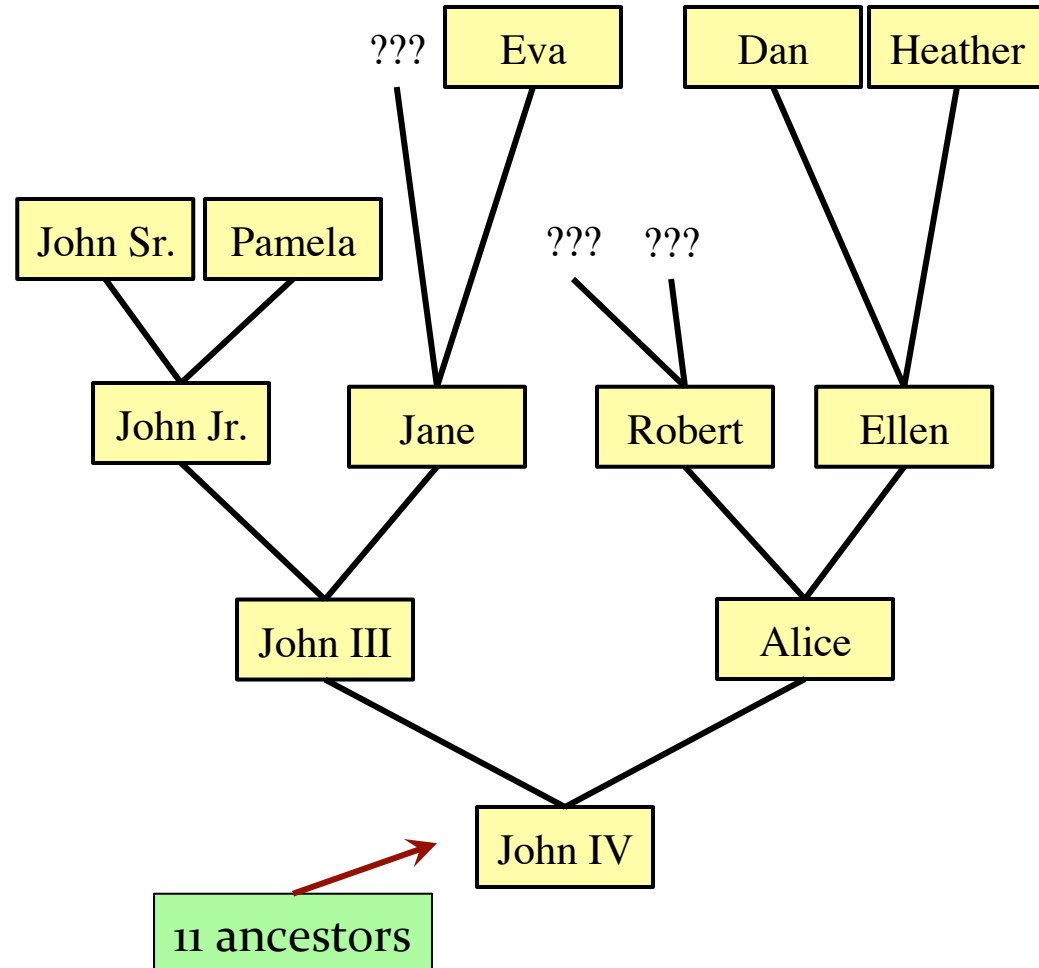 ??? Eva Dan Heather
John Sr. Pamela ??? ???
John Jr. Jane Robert Ellen
John III Alice
John IV
11 ancestors